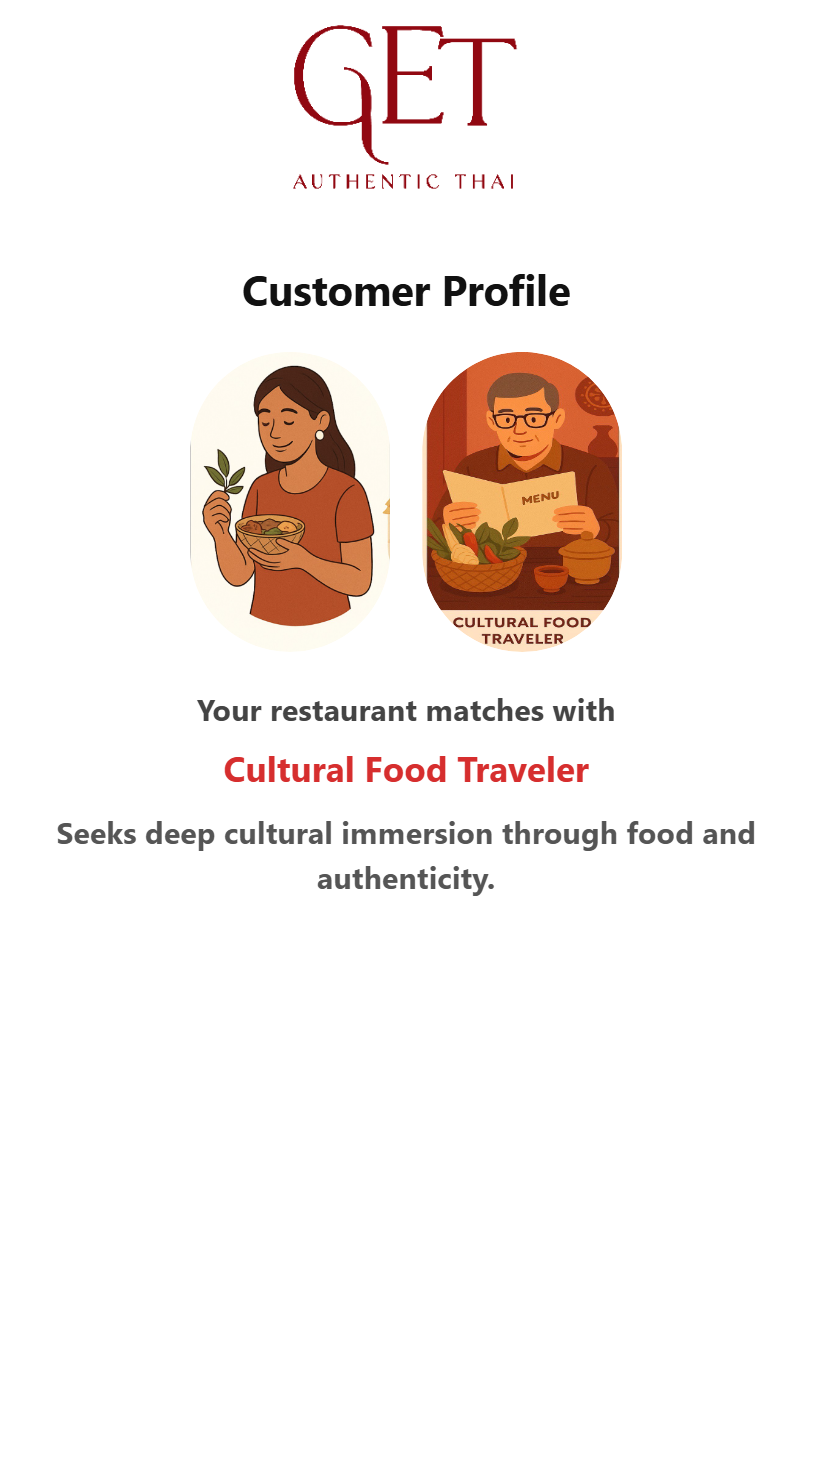 GET
AUTHENTIC THAI
Customer Profile
MENU
CULTURAL FOOD
TRAVELER
Your restaurant matches with
Cultural Food Traveler
Seeks deep cultural immersion through food and
authenticity.